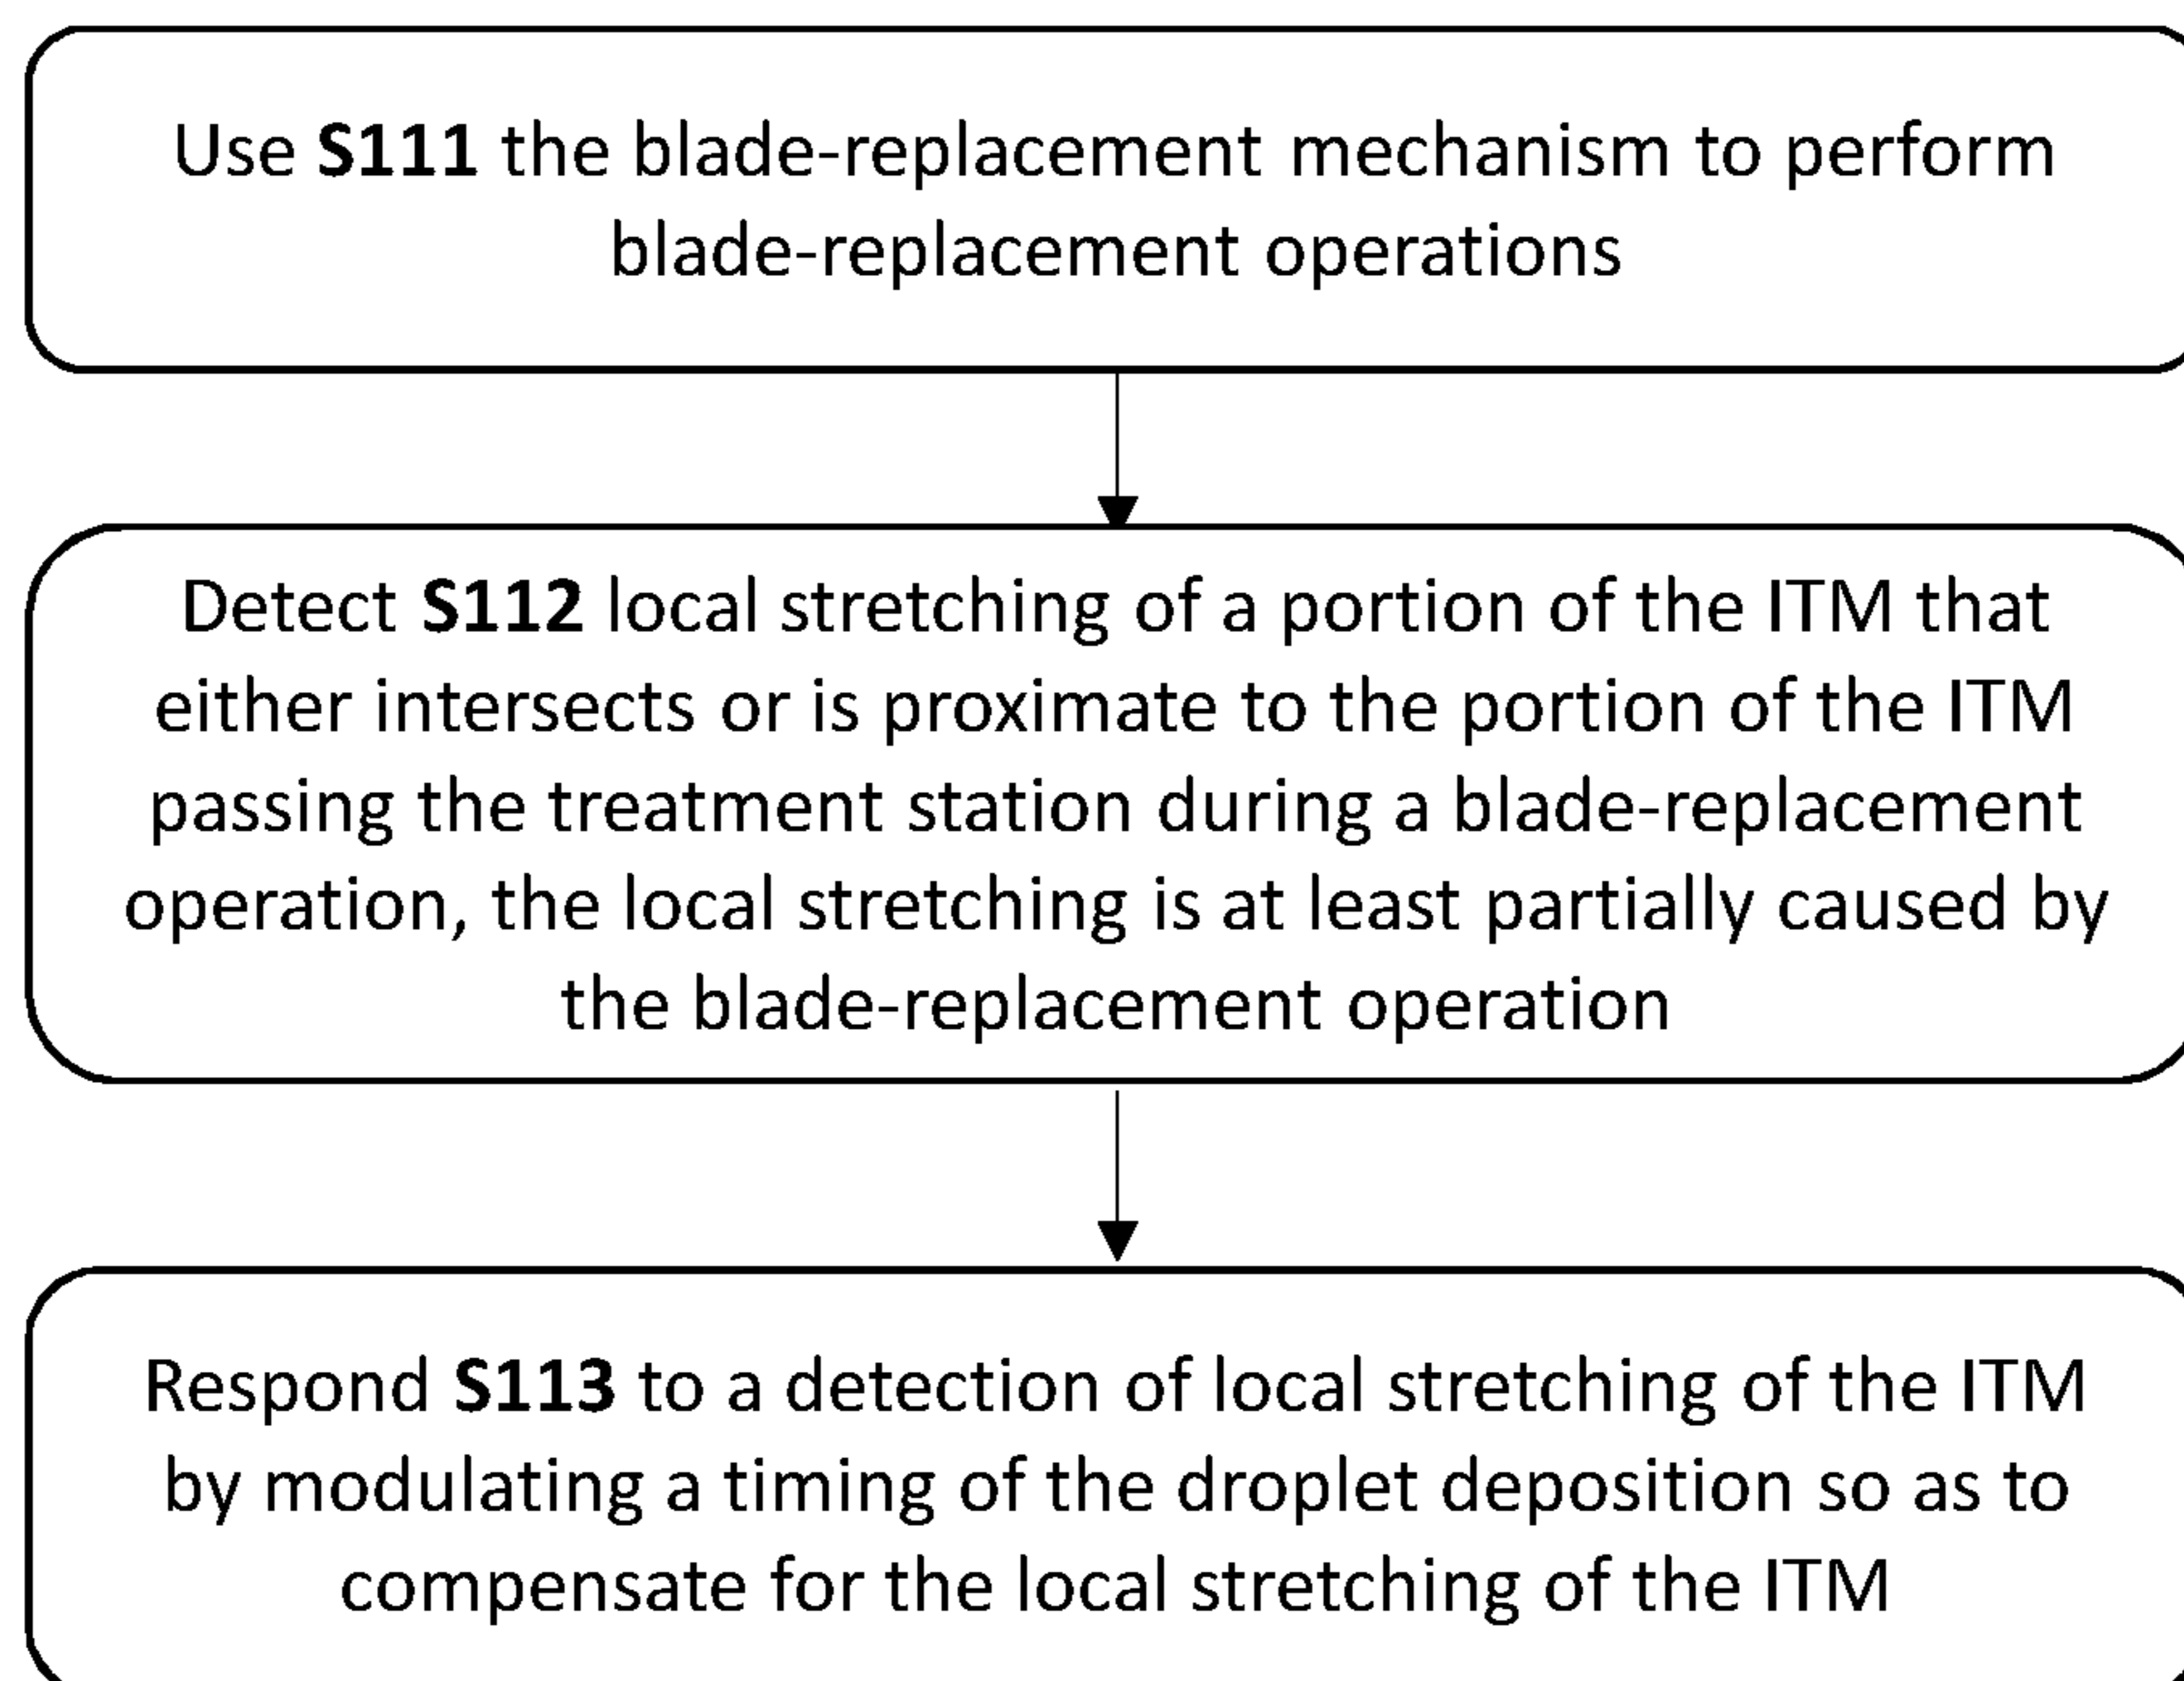 Use S111 the blade-replacement mechanism to perform
blade-replacement operations
Detect S112 local stretching of a portion of the ITM that
either intersects or is proximate to the portion of the ITM
passing the treatment station during a blade-replacement
operation, the local stretching is at least partially caused by
the blade-replacement operation
Respond S113 to a detection of local stretching of the ITM
by modulating a timing of the droplet deposition so as to
compensate for the local stretching of the ITM